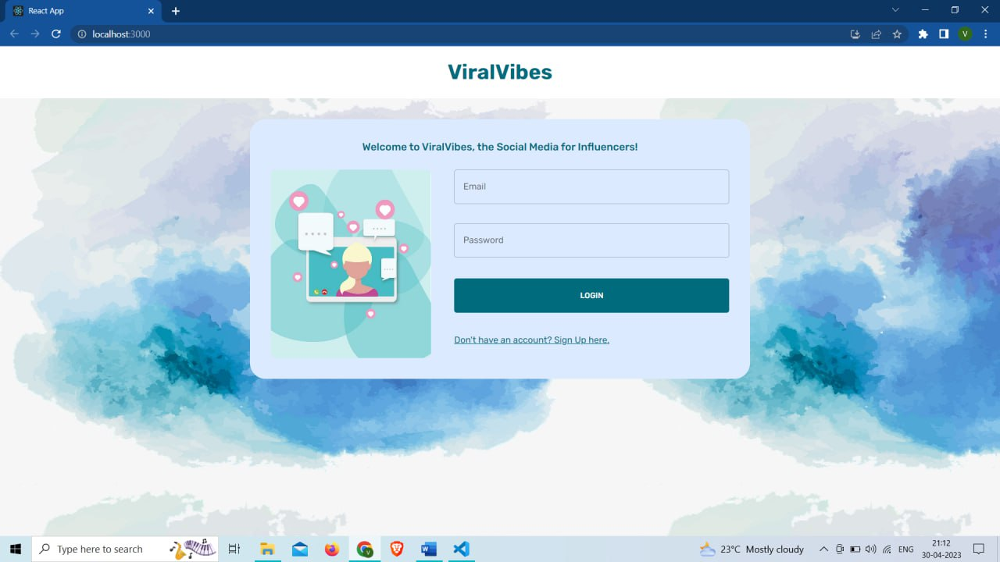 React App
localhost:3000
V
ViralVibes
Welcome to ViralVibes, the Social Media for Influencers!
Email
Password
LOGIN
Don't have an account? Sign Up here.
Type here to search
W
23°C Mostly cloudy
ENG
21:12
30-04-2023